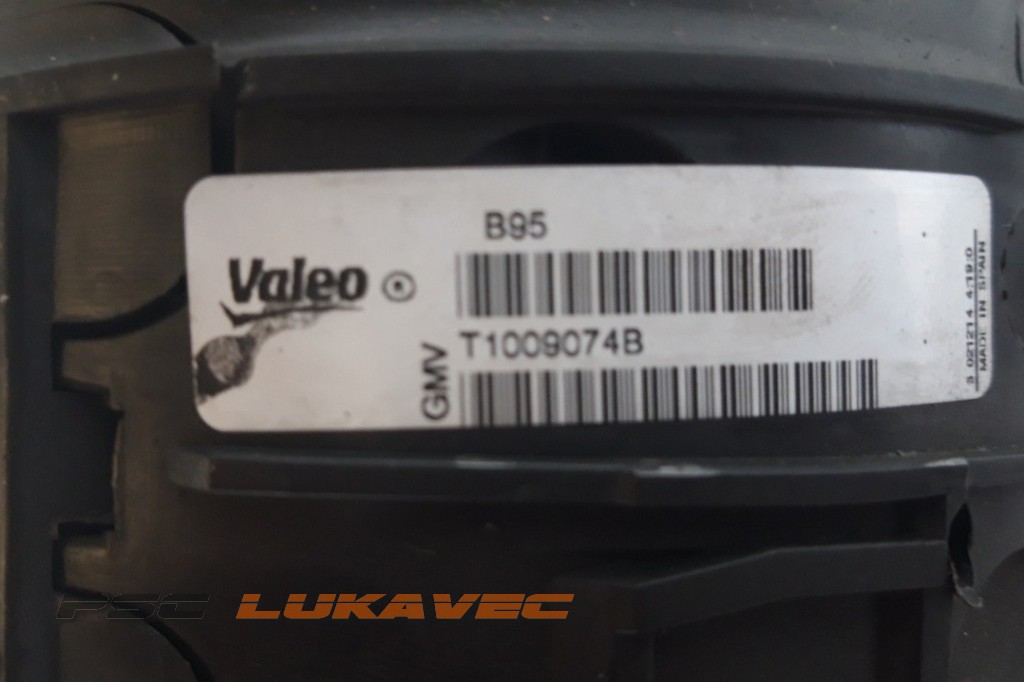 B95
Valeo ®
T1009074B
GMV
3 021214 4:19:0
MADE IN SPAIN
PSC LUKAVEC